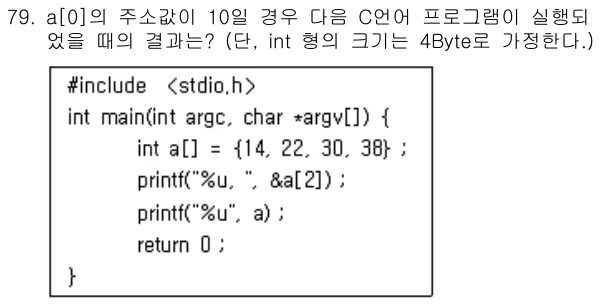 79. a[0]의 주소값이 10일 경우 다음 C언어 프로그램이 실행되
었을 때의 결과는? (단, int 형의 크기는 4Byte로 가정한다.)
#include <stdio.h>
int main(int argc, char *argv[]) {
int a[] = {14, 22, 30, 38} ;
printf("%u, ", &a[2]) ;
printf("%u", a) ;
return 0 ;
}